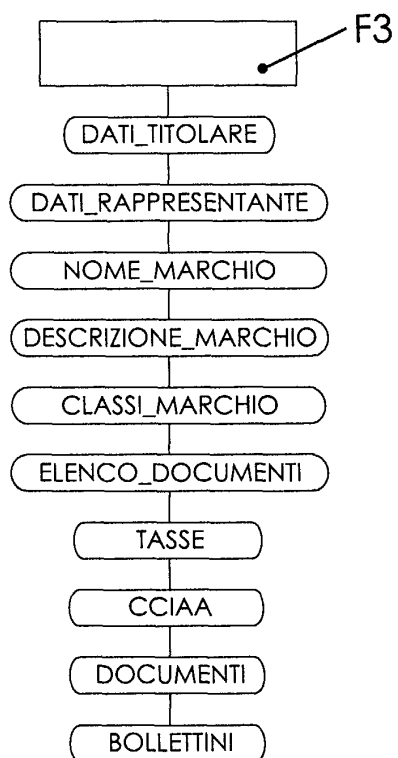 F3
DATI_TITOLARE
DATI_RAPPRESENTANTE
NOME_MARCHIO
DESCRIZIONE_MARCHIO
CLASSI_MARCHIO
ELENCO_DOCUMENTI
TASSE
CCIAA
DOCUMENTI
BOLLETTINI